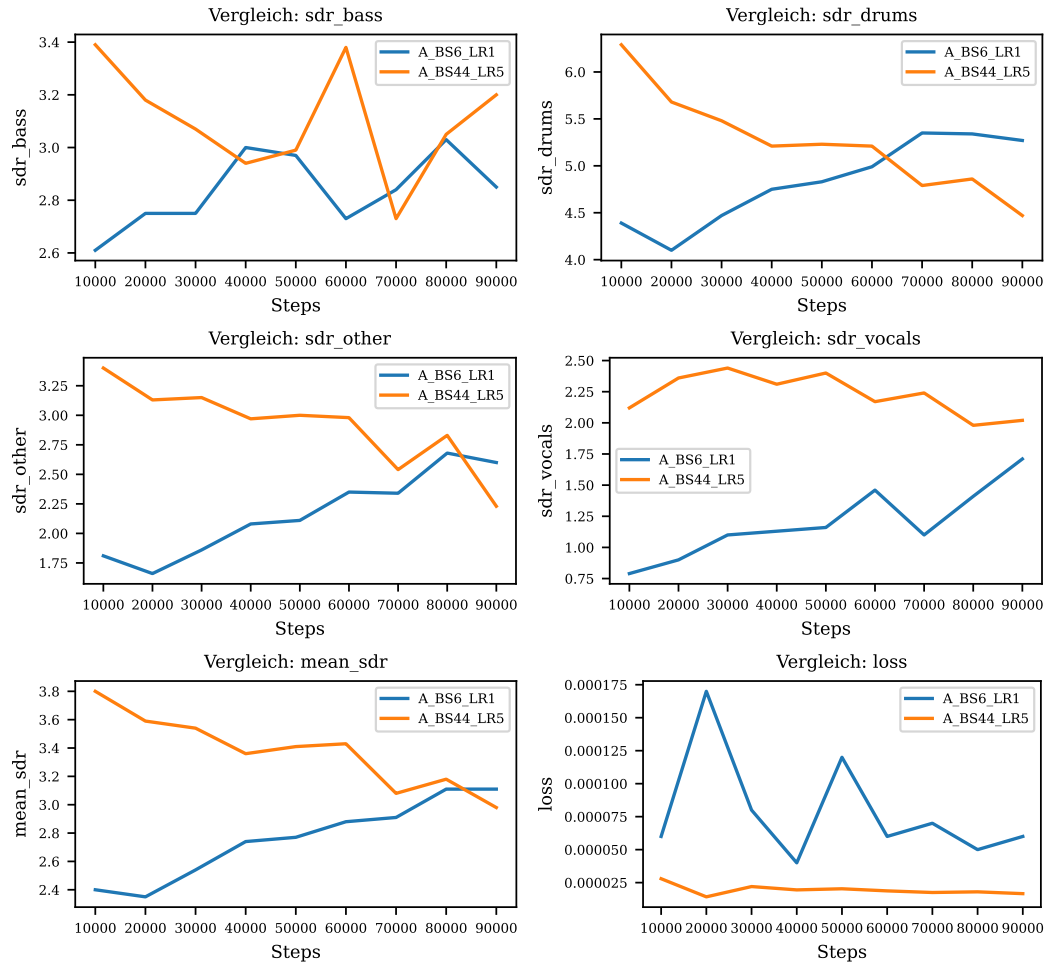 Vergleich: sdr_bass
sdr_bass
3.4
3.2
3.0
2.8
2.6
A_BS6_LR1
A_BS44_LR5
10000 20000 30000 40000 50000 60000 70000 80000 90000
Steps
Vergleich: sdr_drums
sdr_drums
6.0
5.5
5.0
4.5
4.0
A_BS6_LR1
A_BS44_LR5
10000 20000 30000 40000 50000 60000 70000 80000 90000
Steps
Vergleich: sdr_other
sdr_other
3.25
3.00
2.75
2.50
2.25
2.00
1.75
A_BS6_LR1
A_BS44_LR5
10000 20000 30000 40000 50000 60000 70000 80000 90000
Steps
Vergleich: sdr_vocals
sdr_vocals
2.50
2.25
2.00
1.75
1.50
1.25
1.00
0.75
A_BS6_LR1
A_BS44_LR5
10000 20000 30000 40000 50000 60000 70000 80000 90000
Steps
Vergleich: mean_sdr
mean_sdr
3.8
3.6
3.4
3.2
3.0
2.8
2.6
2.4
A_BS6_LR1
A_BS44_LR5
10000 20000 30000 40000 50000 60000 70000 80000 90000
Steps
Vergleich: loss
loss
0.000175
0.000150
0.000125
0.000100
0.000075
0.000050
0.000025
A_BS6_LR1
A_BS44_LR5
10000 20000 30000 40000 50000 60000 70000 80000 90000
Steps